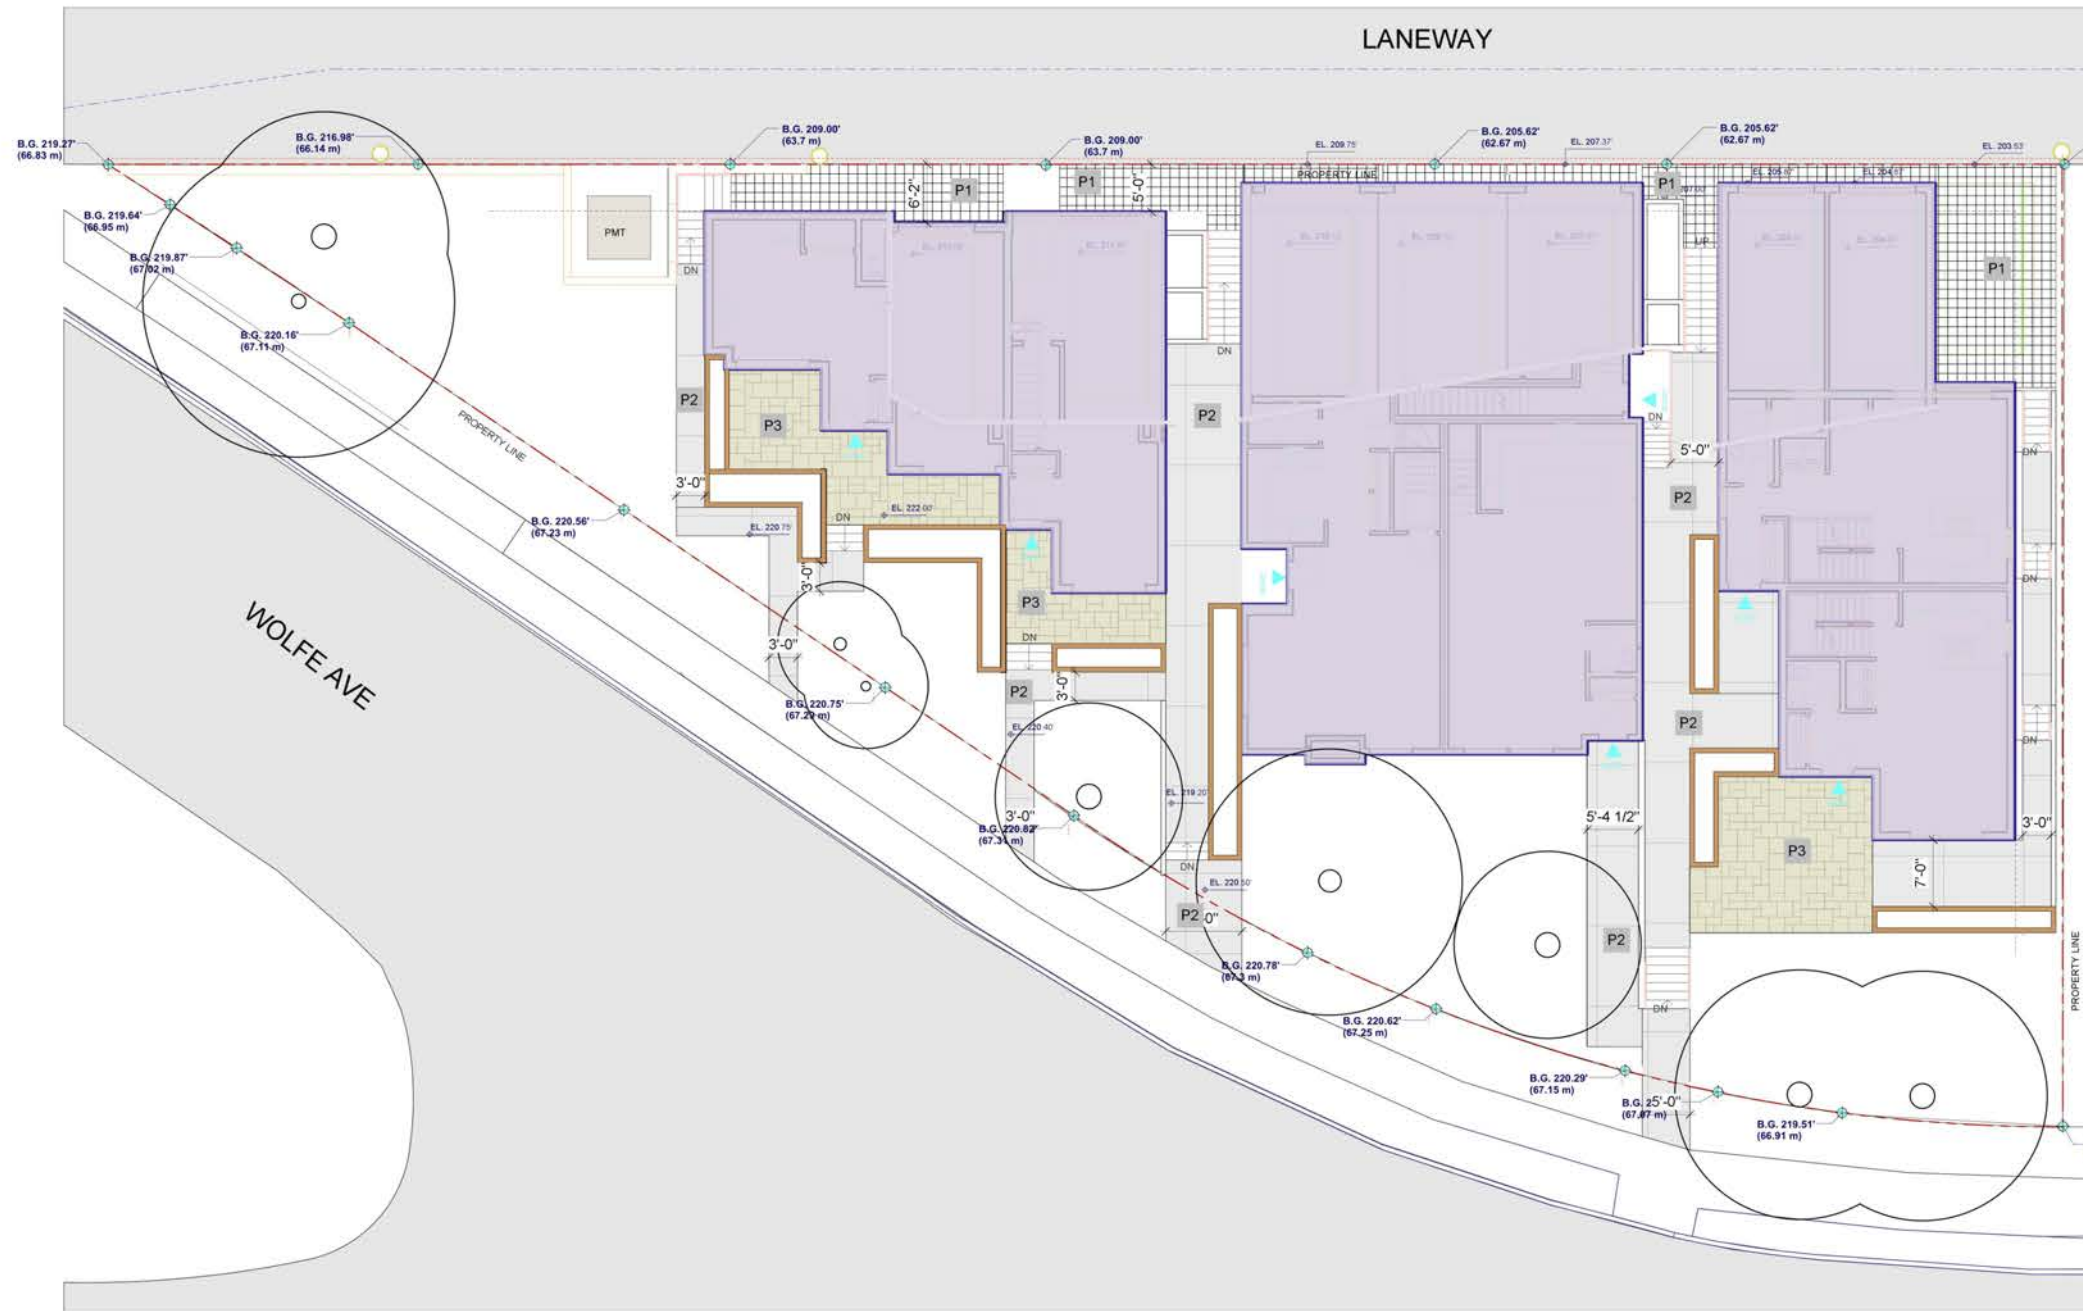 LANEWAY
B.G. 219.27'
(66.83 m)
B.G. 216.98'
(66.14 m)
B.G. 209.00'
(63.7 m)
B.G. 209.00'
(63.7 m)
EL. 209.75'
B.G. 205.62'
(62.67 m)
EL. 207.37'
B.G. 205.62'
(62.67 m)
EL. 203.53'
PROPERTY LINE
P1
P1
P1
P1
6'-2"
5'-0"
B.G. 219.64'
(66.95 m)
B.G. 219.87'
(67.02 m)
B.G. 220.16'
(67.11 m)
PMT
DN
UP
DN
PROPERTY LINE
P2
P3
P2
DN
5'-0"
DN
3'-0"
P2
DN
EL. 222.00'
EL. 220.75'
B.G. 220.56'
(67.23 m)
3'-0"
P3
DN
DN
WOLFE AVE
3'-0"
P2
3'-0"
B.G. 220.75'
(67.29 m)
EL. 220.40'
P2
DN
EL. 219.20'
3'-0"
B.G. 220.82'
5'-4 1/2"
3'-0"
P3
7'-0"
DN
EL. 220.50'
P2
P2
B.G. 220.78'
(67.3 m)
PROPERTY LINE
DN
B.G. 220.62'
(67.25 m)
B.G. 220.29'
(67.15 m)
5'-0"
B.G. 219.51'
(66.91 m)